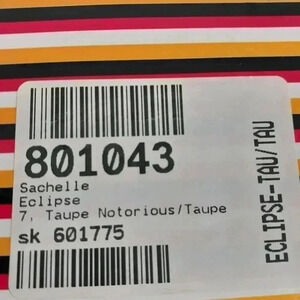 801043
Sachelle
Eclipse
7, Taupe Notorious/Taupe
sk 601775
ECLIPSE-TAU/TAU